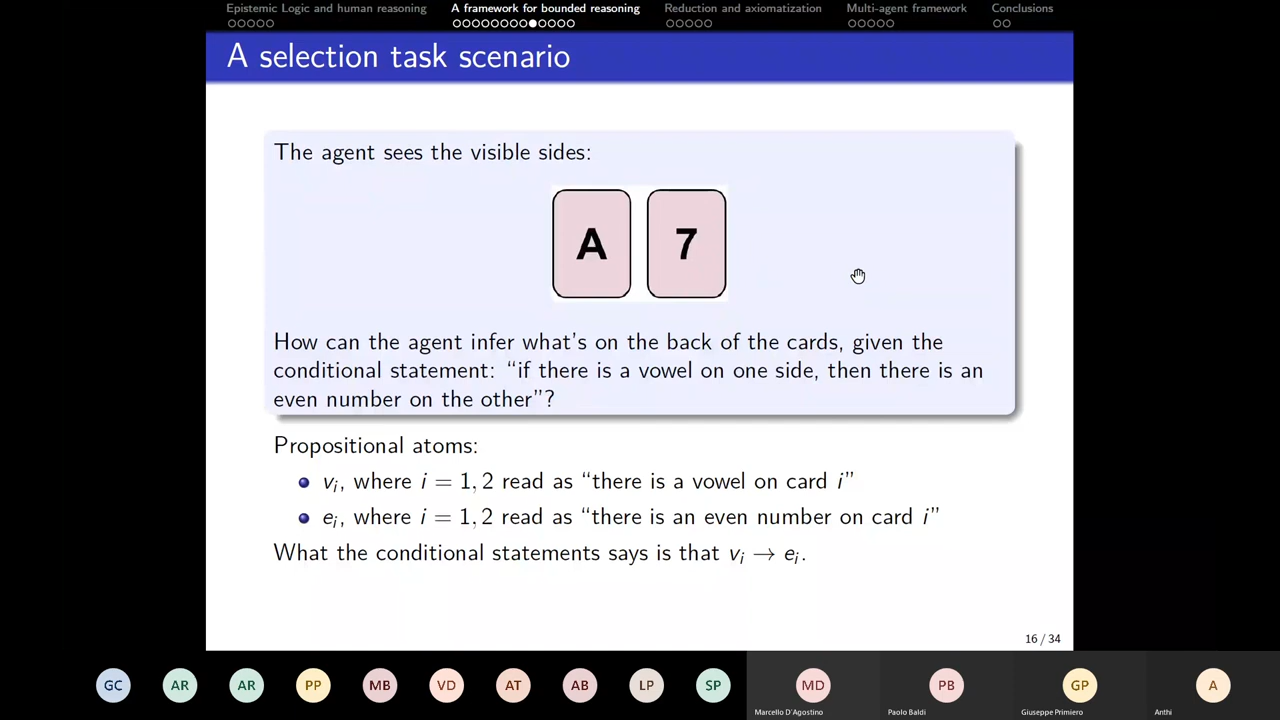 Epistemic Logic and human reasoning
A framework for bounded reasoning
Reduction and axiomatization
Multi-agent framework
Conclusions
A selection task scenario
The agent sees the visible sides:
A
7
How can the agent infer what's on the back of the cards, given the
conditional statement: “if there is a vowel on one side, then there is an
even number on the other”?
Propositional atoms:
vᵢ, where i = 1, 2 read as “there is a vowel on card i”
eᵢ, where i = 1, 2 read as “there is an even number on card i”
What the conditional statements says is that vᵢ → eᵢ.
16 / 34
GC
AR
AR
PP
MB
VD
AT
AB
LP
SP
MD
PB
GP
A
Marcello D'Agostino
Paolo Baldi
Giuseppe Primiero
Anthi